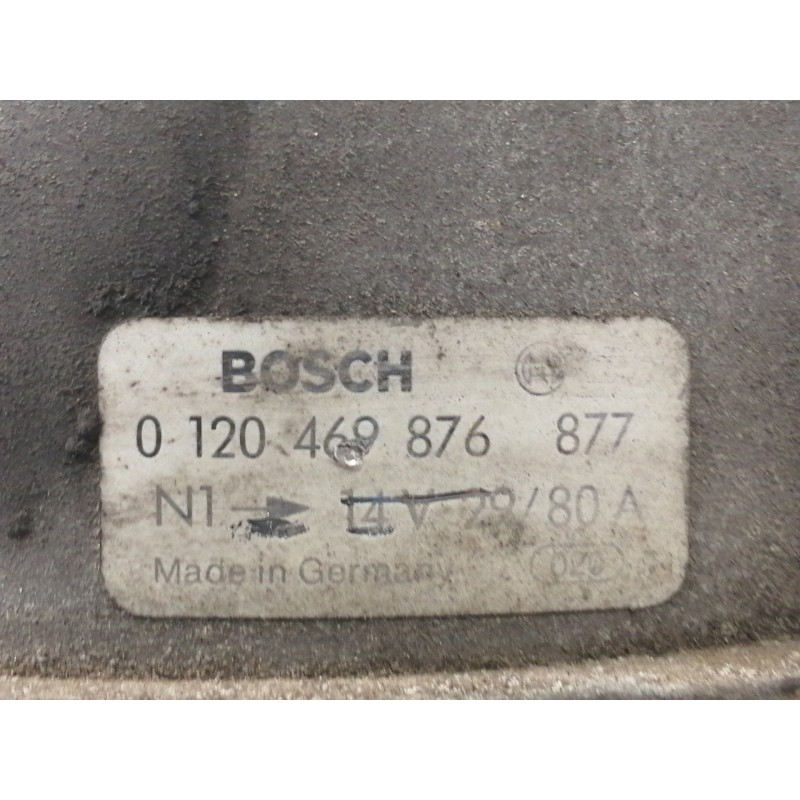 BOSCH H
0 120 469 876 877
N1 → 14 V 29/80 A
Made in Germany